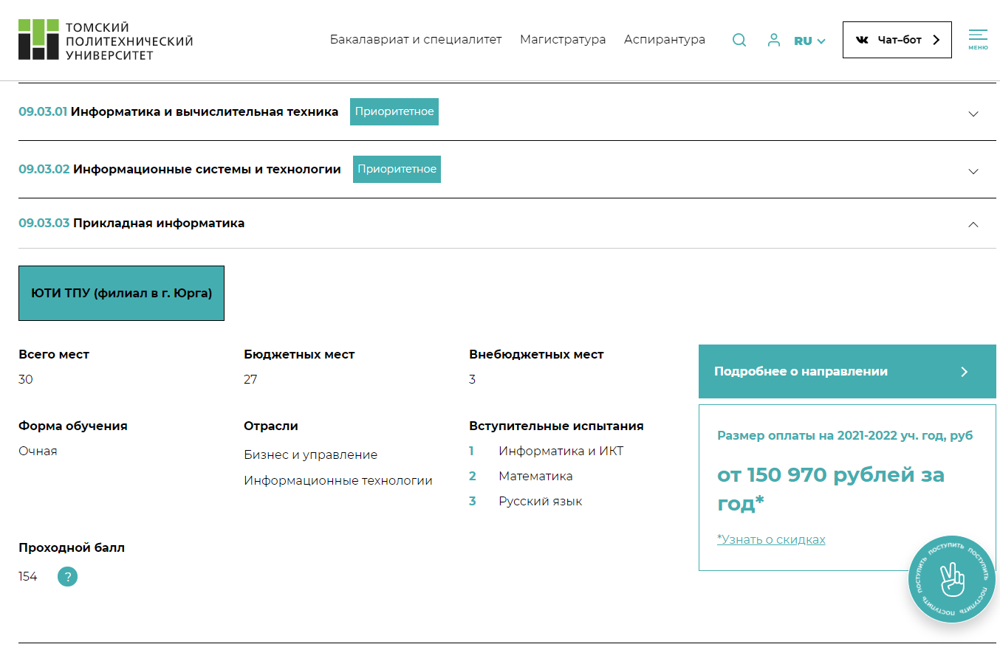 ТОМСКИЙ
ПОЛИТЕХНИЧЕСКИЙ
УНИВЕРСИТЕТ
Бакалавриат и специалитет Магистратура Аспирантура RU Чат–бот МЕНЮ
09.03.01 Информатика и вычислительная техника Приоритетное
09.03.02 Информационные системы и технологии Приоритетное
09.03.03 Прикладная информатика
ЮТИ ТПУ (филиал в г. Юрга)
Всего мест
30
Бюджетных мест
27
Внебюджетных мест
3
Подробнее о направлении
Форма обучения
Очная
Отрасли
Бизнес и управление
Информационные технологии
Вступительные испытания
1 Информатика и ИКТ
2 Математика
3 Русский язык
Размер оплаты на 2021-2022 уч. год, руб
от 150 970 рублей за
год*
*Узнать о скидках
Проходной балл
154 ?
ПОСТУПИТЬ ПОСТУПИТЬ ПОСТУПИТЬ ПОСТУПИТЬ ПОСТУПИТЬ